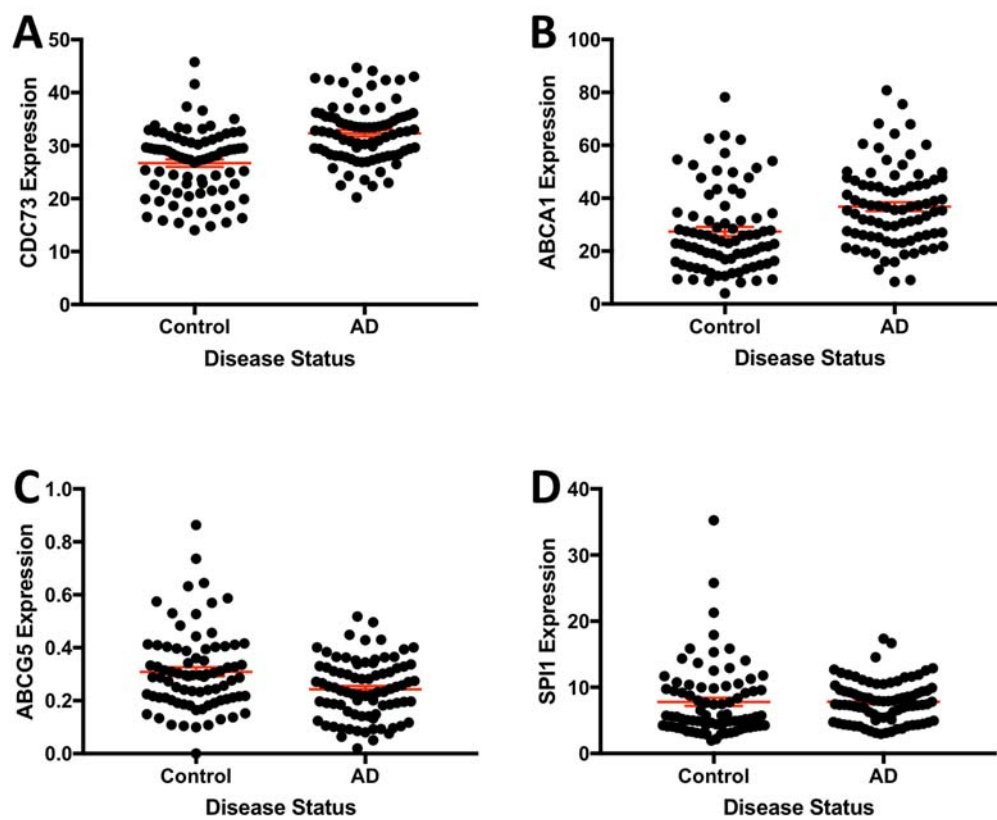 A
CDC73 Expression
50
40
30
20
10
0
Control
AD
Disease Status
B
ABCA1 Expression
100
80
60
40
20
0
Control
AD
Disease Status
C
ABCG5 Expression
1.0
0.8
0.6
0.4
0.2
0.0
Control
AD
Disease Status
D
SPI1 Expression
40
30
20
10
0
Control
AD
Disease Status